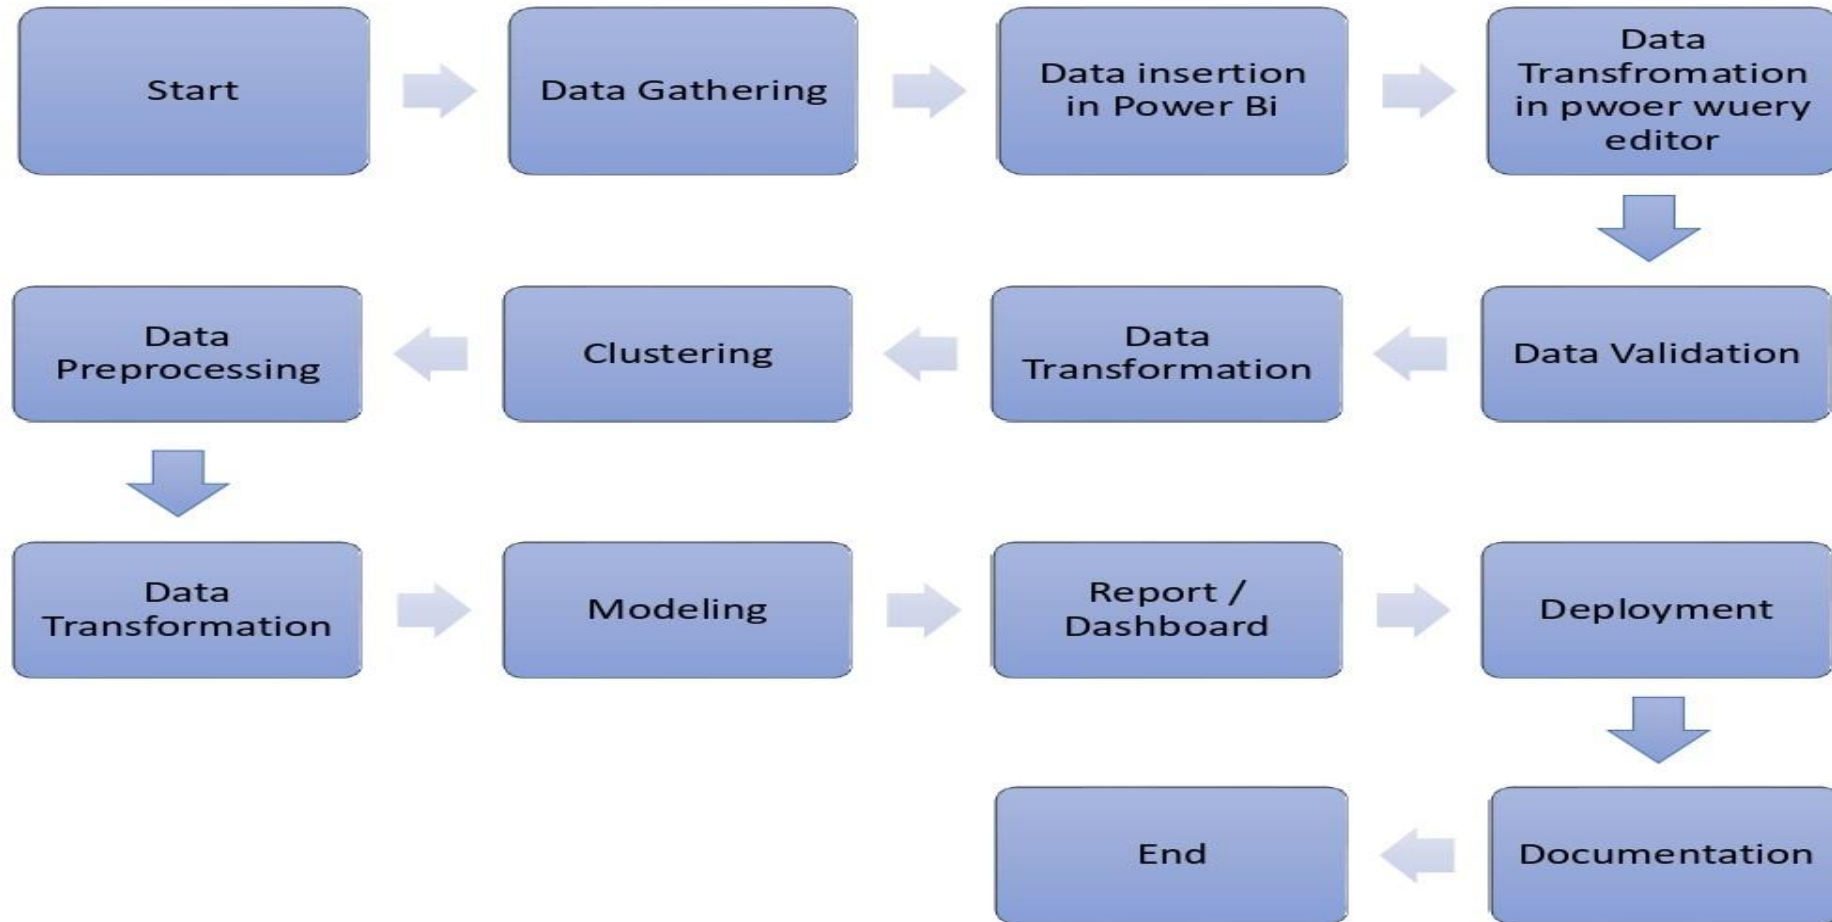 Start
Data Gathering
Data insertion
in Power Bi
Data
Transfromation
in pwoer wuery
editor
Data Validation
Data
Transformation
Clustering
Data
Preprocessing
Data
Transformation
Modeling
Report /
Dashboard
Deployment
Documentation
End